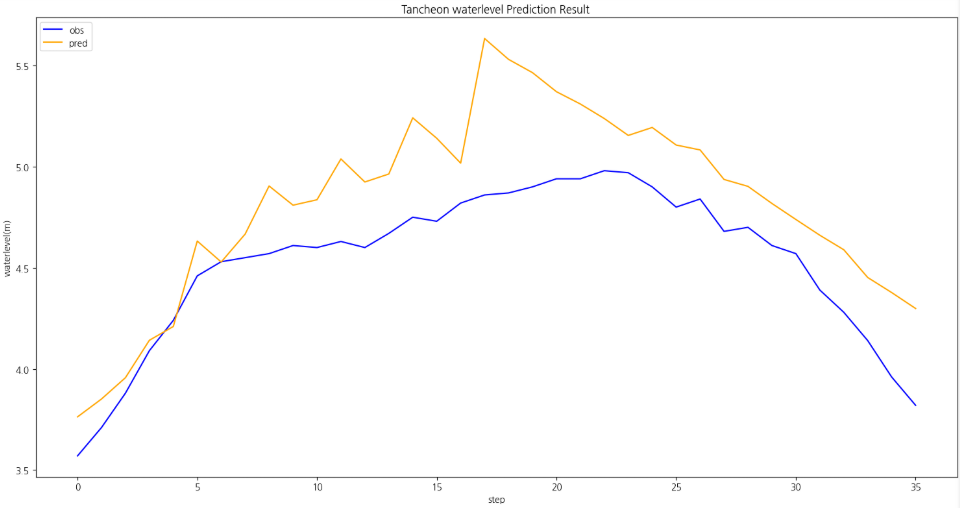 Tancheon waterlevel Prediction Result
obs
pred
waterlevel(m)
5.5
5.0
4.5
4.0
3.5
0 5 10 15 20 25 30 35
step